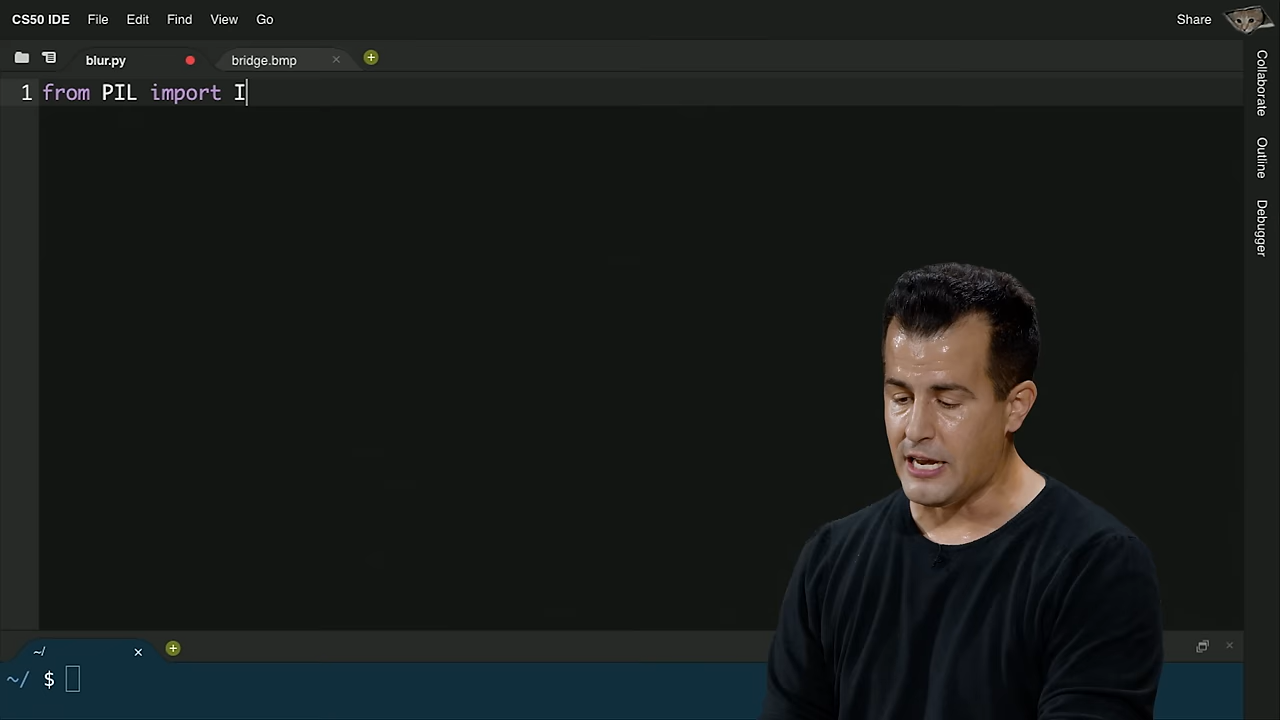 CS50 IDE File Edit Find View Go Share
blur.py bridge.bmp
1 from PIL import I
Collaborate
Outline
Debugger
~/
~/ $